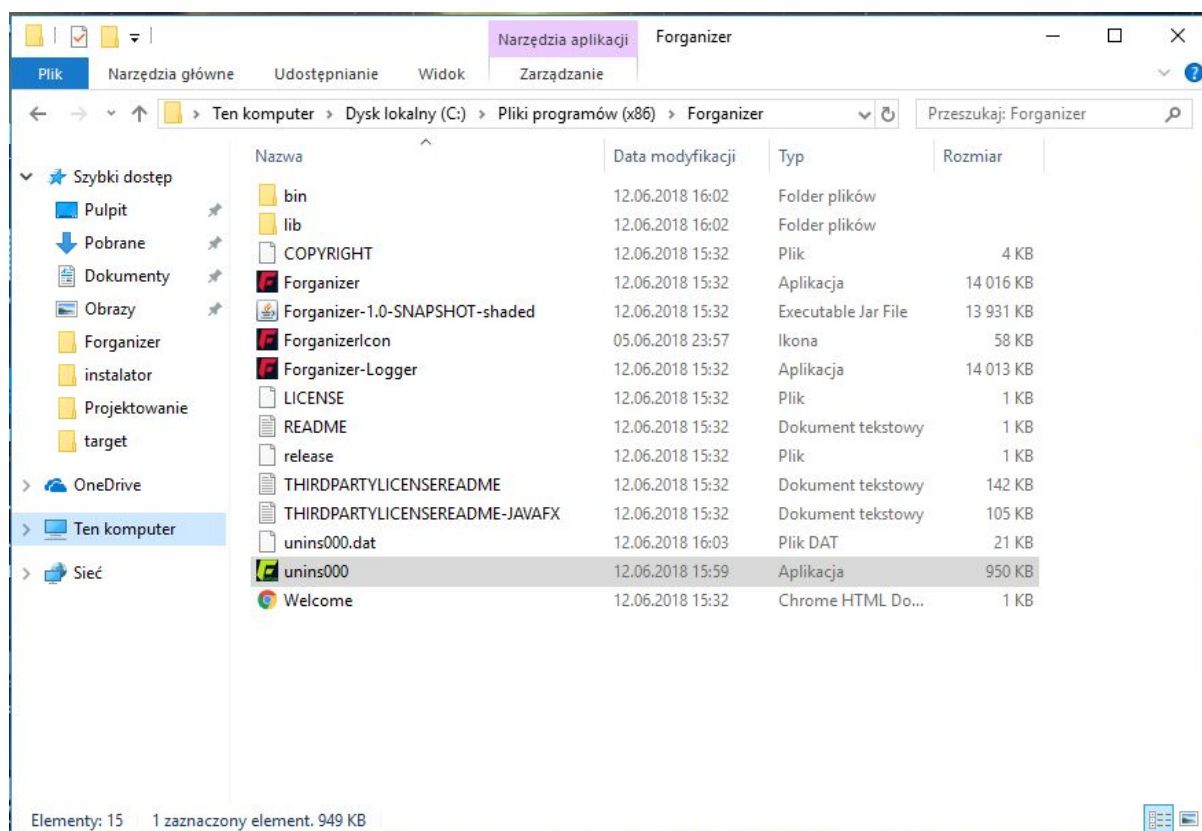 Narzędzia aplikacji Forganizer
Plik Narzędzia główne Udostępnianie Widok Zarządzanie
Ten komputer Dysk lokalny (C:) Pliki programów (x86) Forganizer Przeszukaj: Forganizer
Szybki dostęp
Pulpit
Pobrane
Dokumenty
Obrazy
Forganizer
instalator
Projektowanie
target
OneDrive
Ten komputer
Sieć
Nazwa Data modyfikacji Typ Rozmiar
bin 12.06.2018 16:02 Folder plików
lib 12.06.2018 16:02 Folder plików
COPYRIGHT 12.06.2018 15:32 Plik 4 KB
Forganizer 12.06.2018 15:32 Aplikacja 14 016 KB
Forganizer-1.0-SNAPSHOT-shaded 12.06.2018 15:32 Executable Jar File 13 931 KB
ForganizerIcon 05.06.2018 23:57 Ikona 58 KB
Forganizer-Logger 12.06.2018 15:32 Aplikacja 14 013 KB
LICENSE 12.06.2018 15:32 Plik 1 KB
README 12.06.2018 15:32 Dokument tekstowy 1 KB
release 12.06.2018 15:32 Plik 1 KB
THIRDPARTYLICENSEREADME 12.06.2018 15:32 Dokument tekstowy 142 KB
THIRDPARTYLICENSEREADME-JAVAFX 12.06.2018 15:32 Dokument tekstowy 105 KB
unins000.dat 12.06.2018 16:03 Plik DAT 21 KB
unins000 12.06.2018 15:59 Aplikacja 950 KB
Welcome 12.06.2018 15:32 Chrome HTML Do... 1 KB
Elementy: 15 1 zaznaczony element. 949 KB